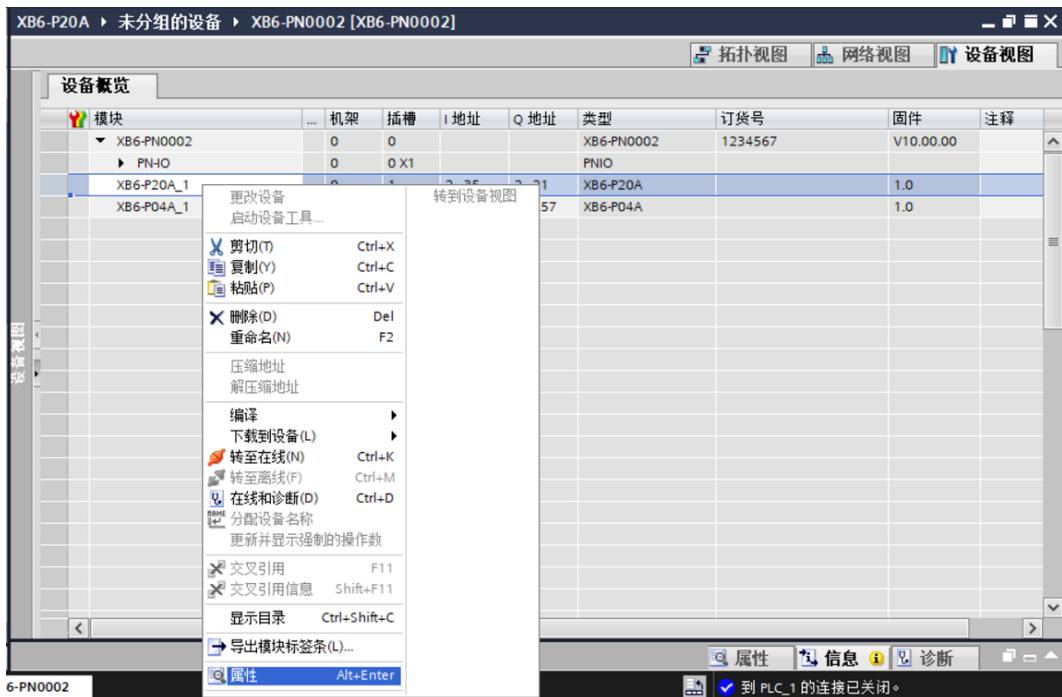 XB6-P20A ▸ 未分组的设备 ▸ XB6-PN0002 [XB6-PN0002]
拓扑视图 网络视图 设备视图
设备概览
模块 ... 机架 插槽 I 地址 Q 地址 类型 订货号 固件 注释
XB6-PN0002 0 0 XB6-PN0002 1234567 V10.00.00
PN-IO 0 0 X1 PNIO
XB6-P20A_1 XB6-P20A 1.0
XB6-P04A_1 57 XB6-P04A 1.0
更改设备 转到设备视图
启动设备工具...
剪切(T) Ctrl+X
复制(Y) Ctrl+C
粘贴(P) Ctrl+V
删除(D) Del
重命名(N) F2
压缩地址
解压缩地址
编译
下载到设备(L)
转至在线(N) Ctrl+K
转至离线(F) Ctrl+M
在线和诊断(D) Ctrl+D
分配设备名称
更新并显示强制的操作数
交叉引用 F11
交叉引用信息 Shift+F11
显示目录 Ctrl+Shift+C
导出模块标签条(L)...
属性 Alt+Enter
设备视图
属性 信息 诊断
6-PN0002
到 PLC_1 的连接已关闭。